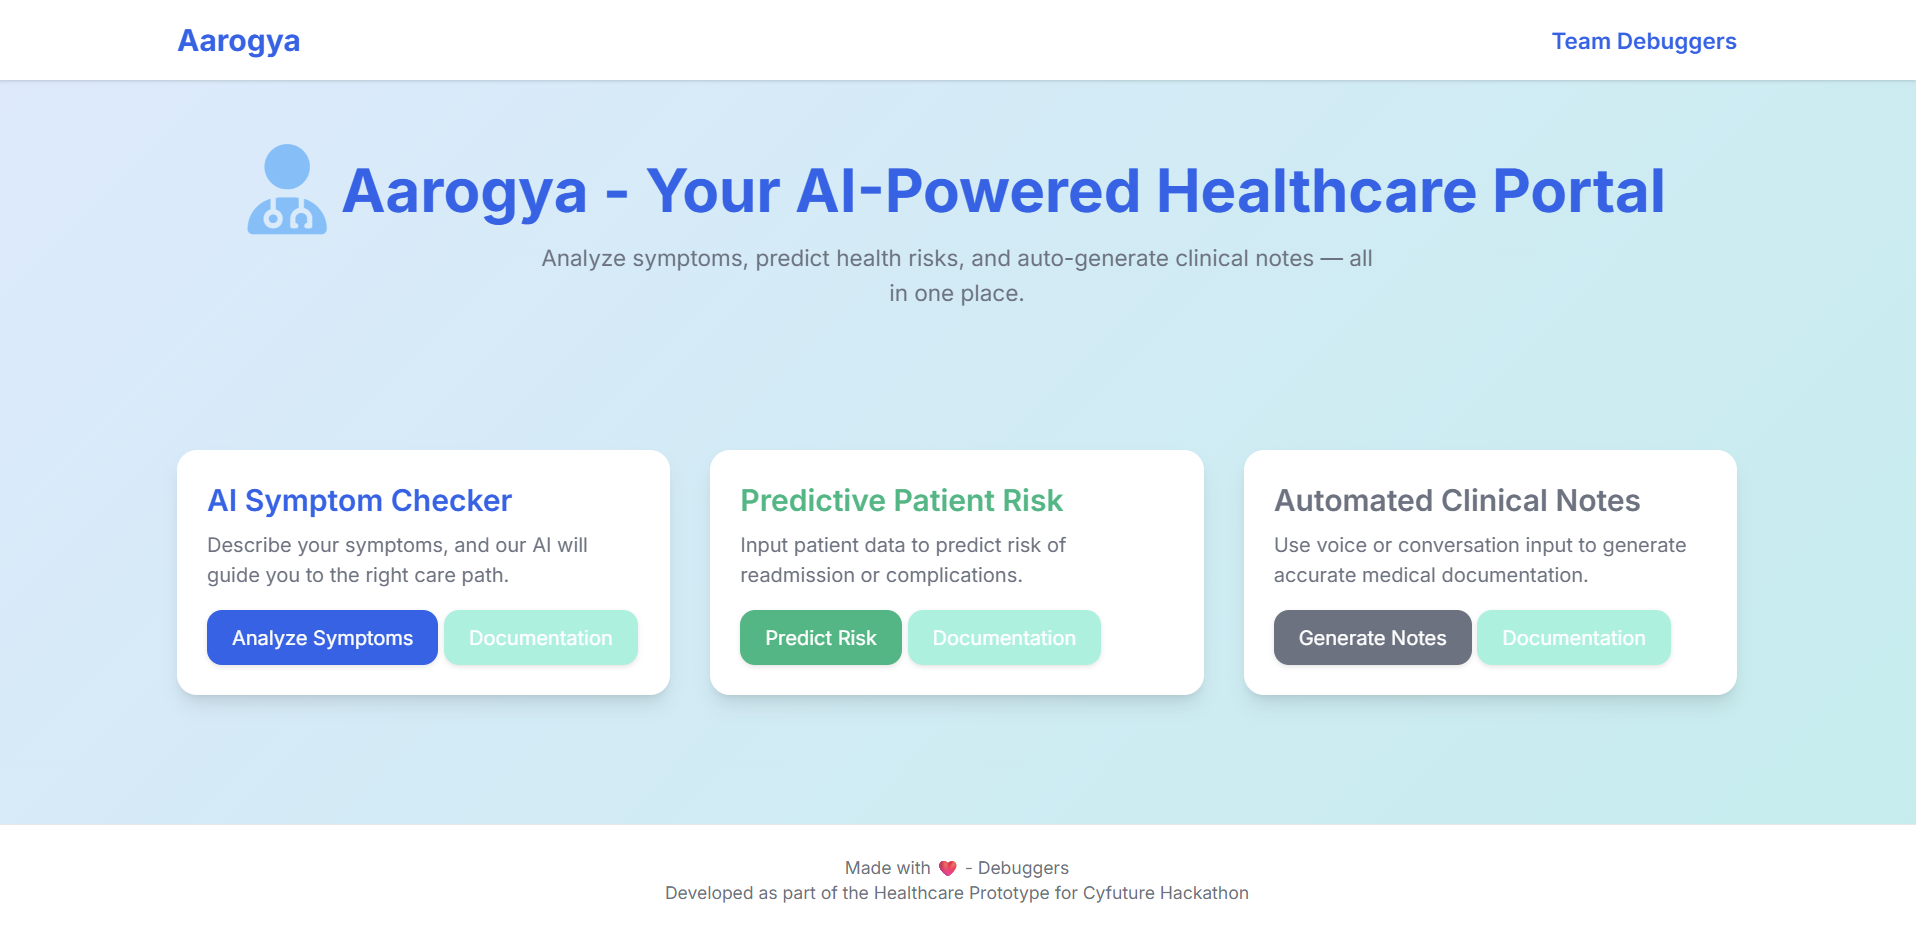 Aarogya
Team Debuggers
Aarogya - Your AI-Powered Healthcare Portal
Analyze symptoms, predict health risks, and auto-generate clinical notes — all
in one place.
AI Symptom Checker
Describe your symptoms, and our AI will
guide you to the right care path.
Analyze Symptoms
Documentation
Predictive Patient Risk
Input patient data to predict risk of
readmission or complications.
Predict Risk
Documentation
Automated Clinical Notes
Use voice or conversation input to generate
accurate medical documentation.
Generate Notes
Documentation
Made with ❤️ - Debuggers
Developed as part of the Healthcare Prototype for Cyfuture Hackathon